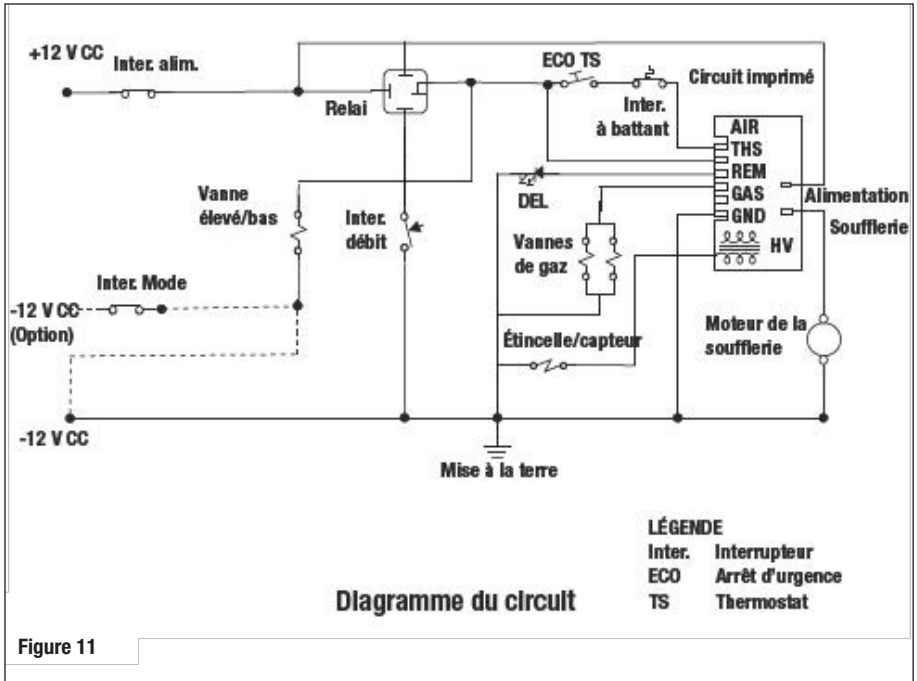 +12 V CC
Inter. alim.
ECO TS
Circuit imprimé
Relai
Inter.
à battant
AIR
THS
REM
GAS
GND
HV
Alimentation
Soufflerie
DEL
Vanne
élevé/bas
Inter.
débit
Vannes
de gaz
Inter. Mode
-12 V CC
(Option)
Étincelle/capteur
Moteur de la
soufflerie
-12 V CC
Mise à la terre
LÉGENDE
Inter. Interrupteur
ECO Arrêt d'urgence
TS Thermostat
Diagramme du circuit
Figure 11